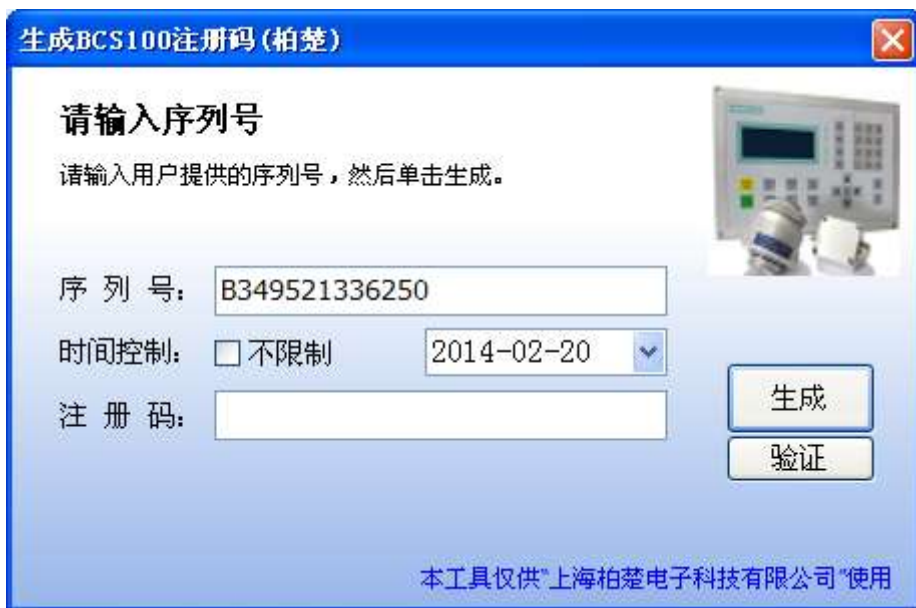 生成BCS100注册码(柏楚)
请输入序列号
请输入用户提供的序列号，然后单击生成。
序 列 号： B349521336250
时间控制： 不限制 2014-02-20
注 册 码：
生成
验证
本工具仅供"上海柏楚电子科技有限公司"使用